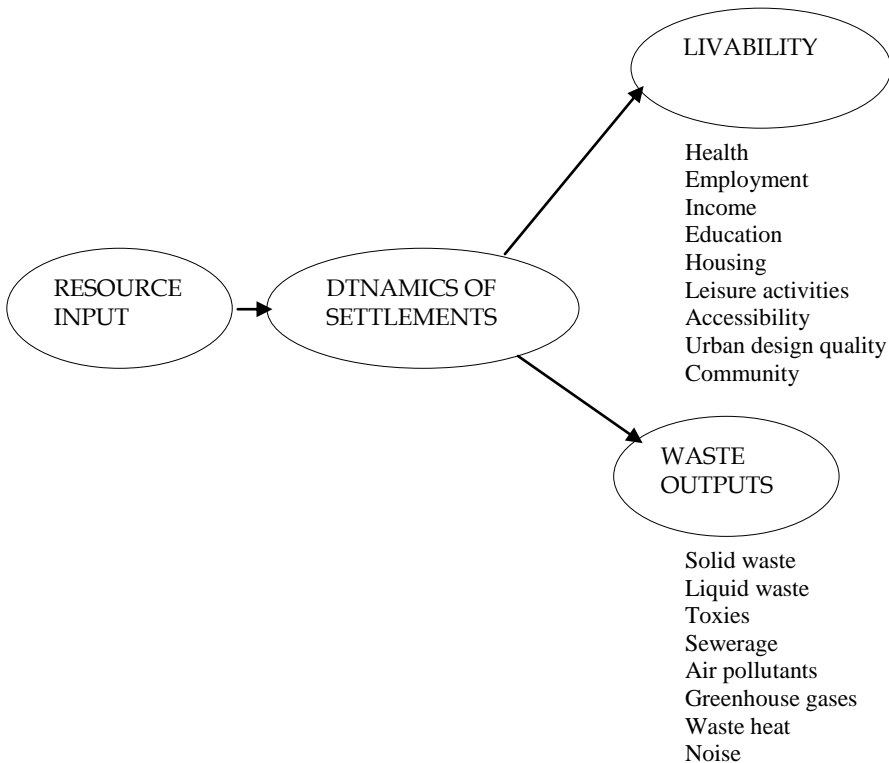 RESOURCE
INPUT
DTNAMICS OF
SETTLEMENTS
LIVABILITY
Health
Employment
Income
Education
Housing
Leisure activities
Accessibility
Urban design quality
Community
WASTE
OUTPUTS
Solid waste
Liquid waste
Toxies
Sewerage
Air pollutants
Greenhouse gases
Waste heat
Noise